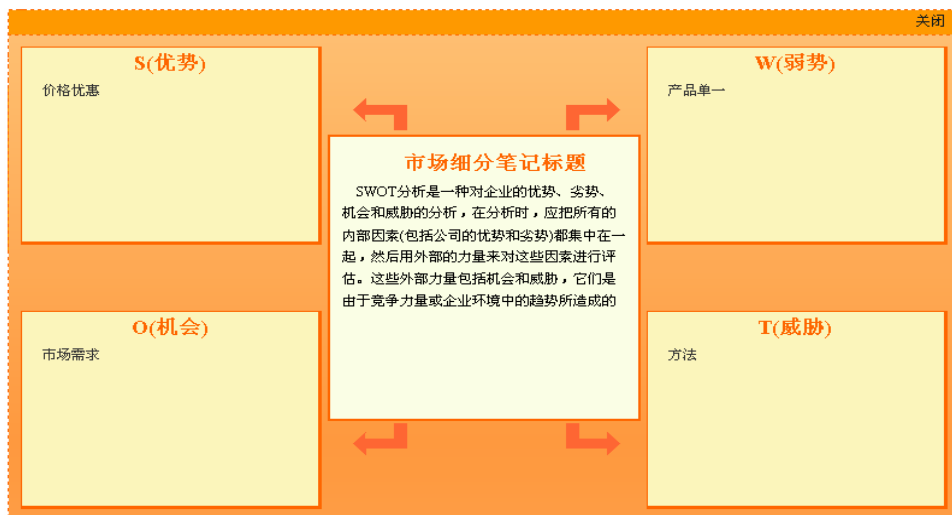 关闭
S(优势)
价格优惠
W(弱势)
产品单一
市场细分笔记标题
SWOT分析是一种对企业的优势、劣势、
机会和威胁的分析，在分析时，应把所有的
内部因素(包括公司的优势和劣势)都集中在一
起，然后用外部的力量来对这些因素进行评
估。这些外部力量包括机会和威胁，它们是
由于竞争力量或企业环境中的趋势所造成的
O(机会)
市场需求
T(威胁)
方法